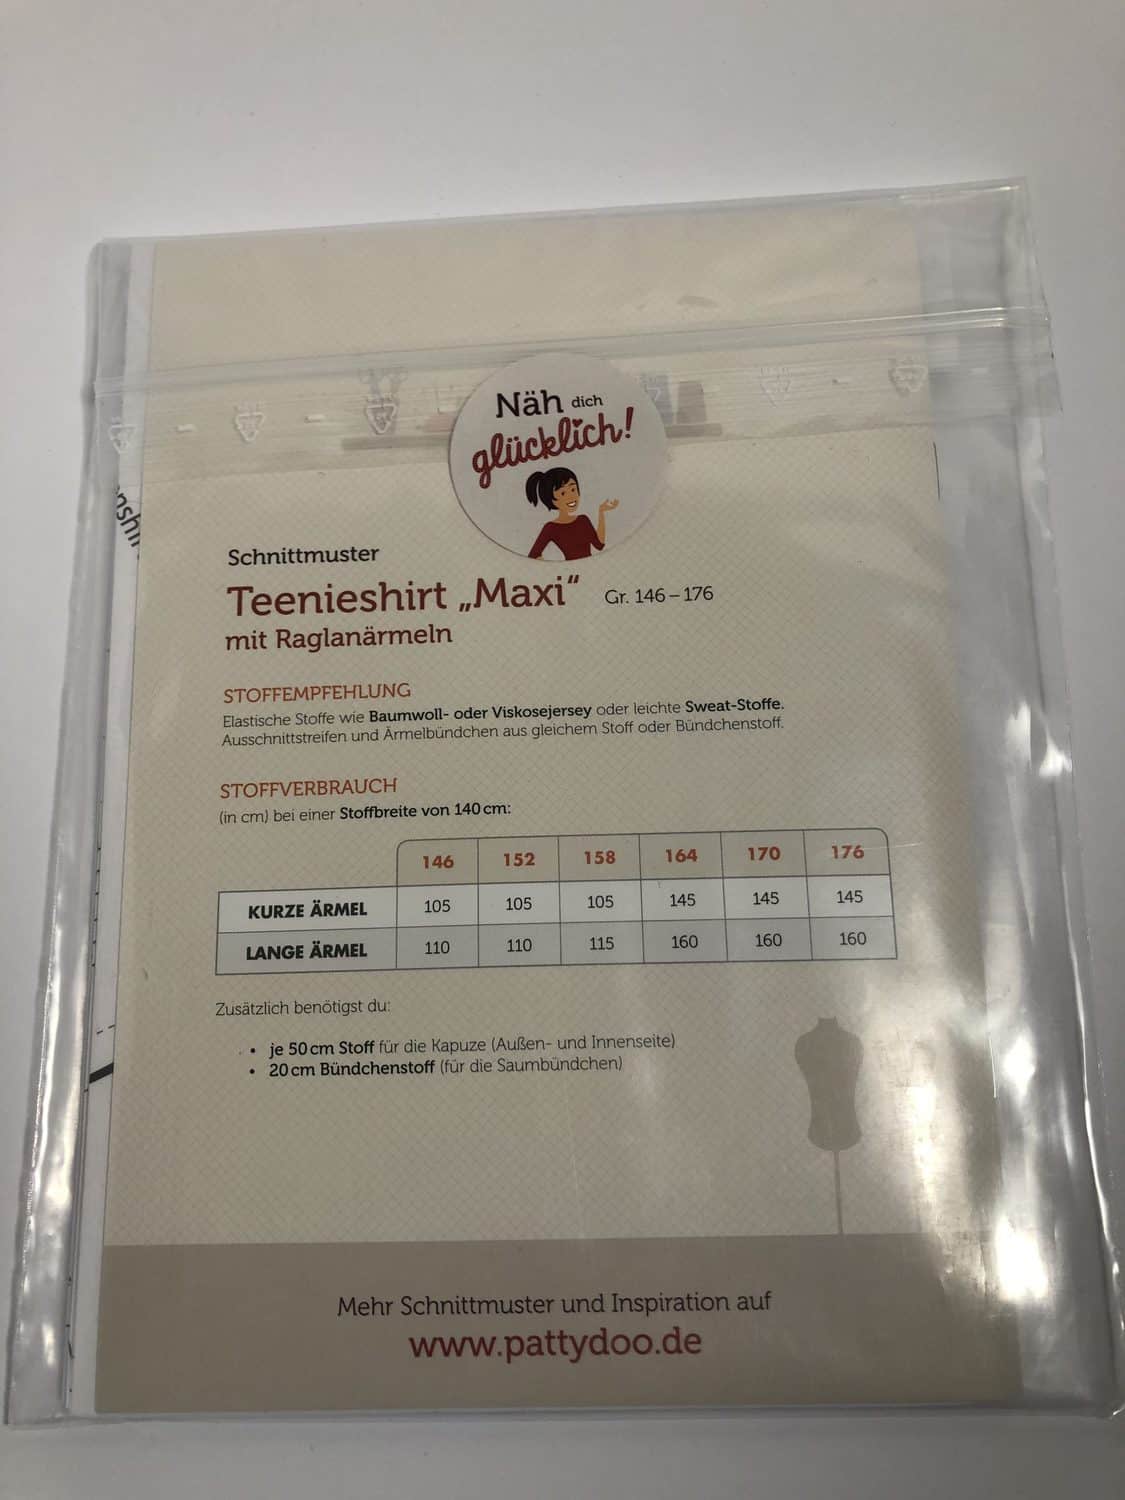 Näh dich
glücklich!
Schnittmuster
Teenieshirt „Maxi“ Gr. 146 – 176
mit Raglanärmeln
STOFFEMPFEHLUNG
Elastische Stoffe wie Baumwoll- oder Viskosejersey oder leichte Sweat-Stoffe.
Ausschnittstreifen und Ärmelbündchen aus gleichem Stoff oder Bündchenstoff.
STOFFVERBRAUCH
(in cm) bei einer Stoffbreite von 140 cm:
146 152 158 164 170 176
KURZE ÄRMEL 105 105 105 145 145 145
LANGE ÄRMEL 110 110 115 160 160 160
Zusätzlich benötigst du:
• je 50 cm Stoff für die Kapuze (Außen- und Innenseite)
• 20 cm Bündchenstoff (für die Saumbündchen)
Mehr Schnittmuster und Inspiration auf
www.pattydoo.de